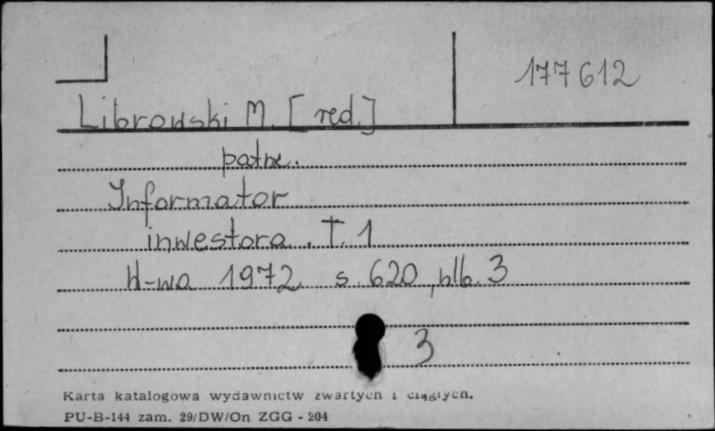 177612
Librowski M. [red.]
patrz.
Informator
inwestora. T. 1
W-wa 1972 s. 620, nlb. 3
3
Karta katalogowa wydawnictw zwartych i ciągłych.
PU-B-144 zam. 29/DW/On ZGG - 204